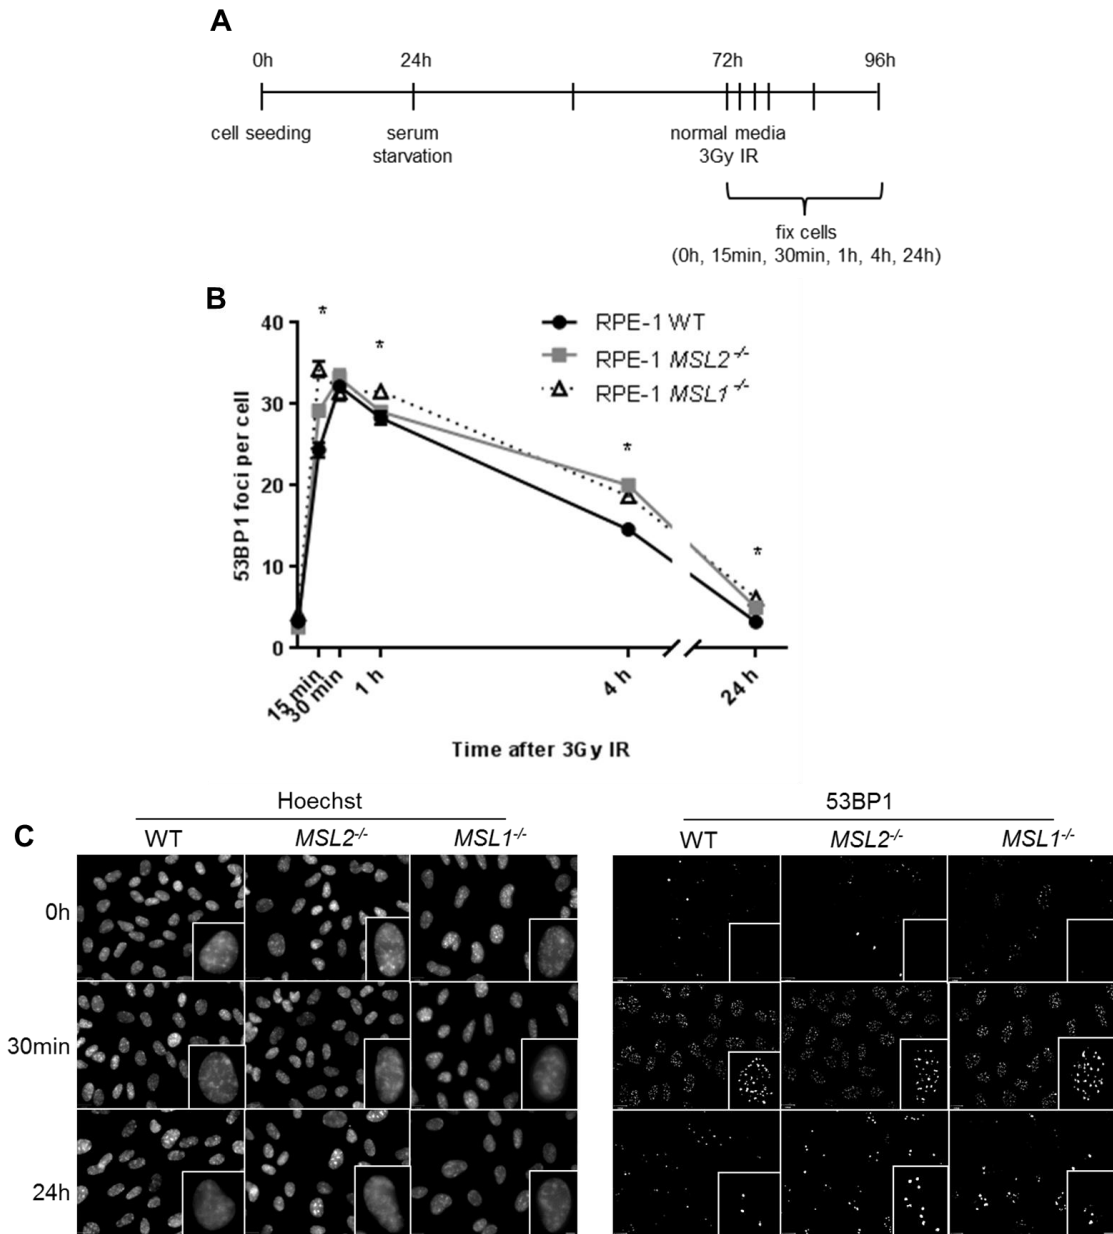 A
0h 24h 72h 96h
cell seeding serum starvation normal media 3Gy IR
fix cells
(0h, 15min, 30min, 1h, 4h, 24h)
B
40
30
20
10
0
53BP1 foci per cell
* * * *
RPE-1 WT
RPE-1 MSL2 -/-
RPE-1 MSL1 -/-
15 min 30 min 1 h 4 h 24 h
Time after 3Gy IR
C
Hoechst 53BP1
WT MSL2-/- MSL1-/- WT MSL2-/- MSL1-/-
0h
30min
24h